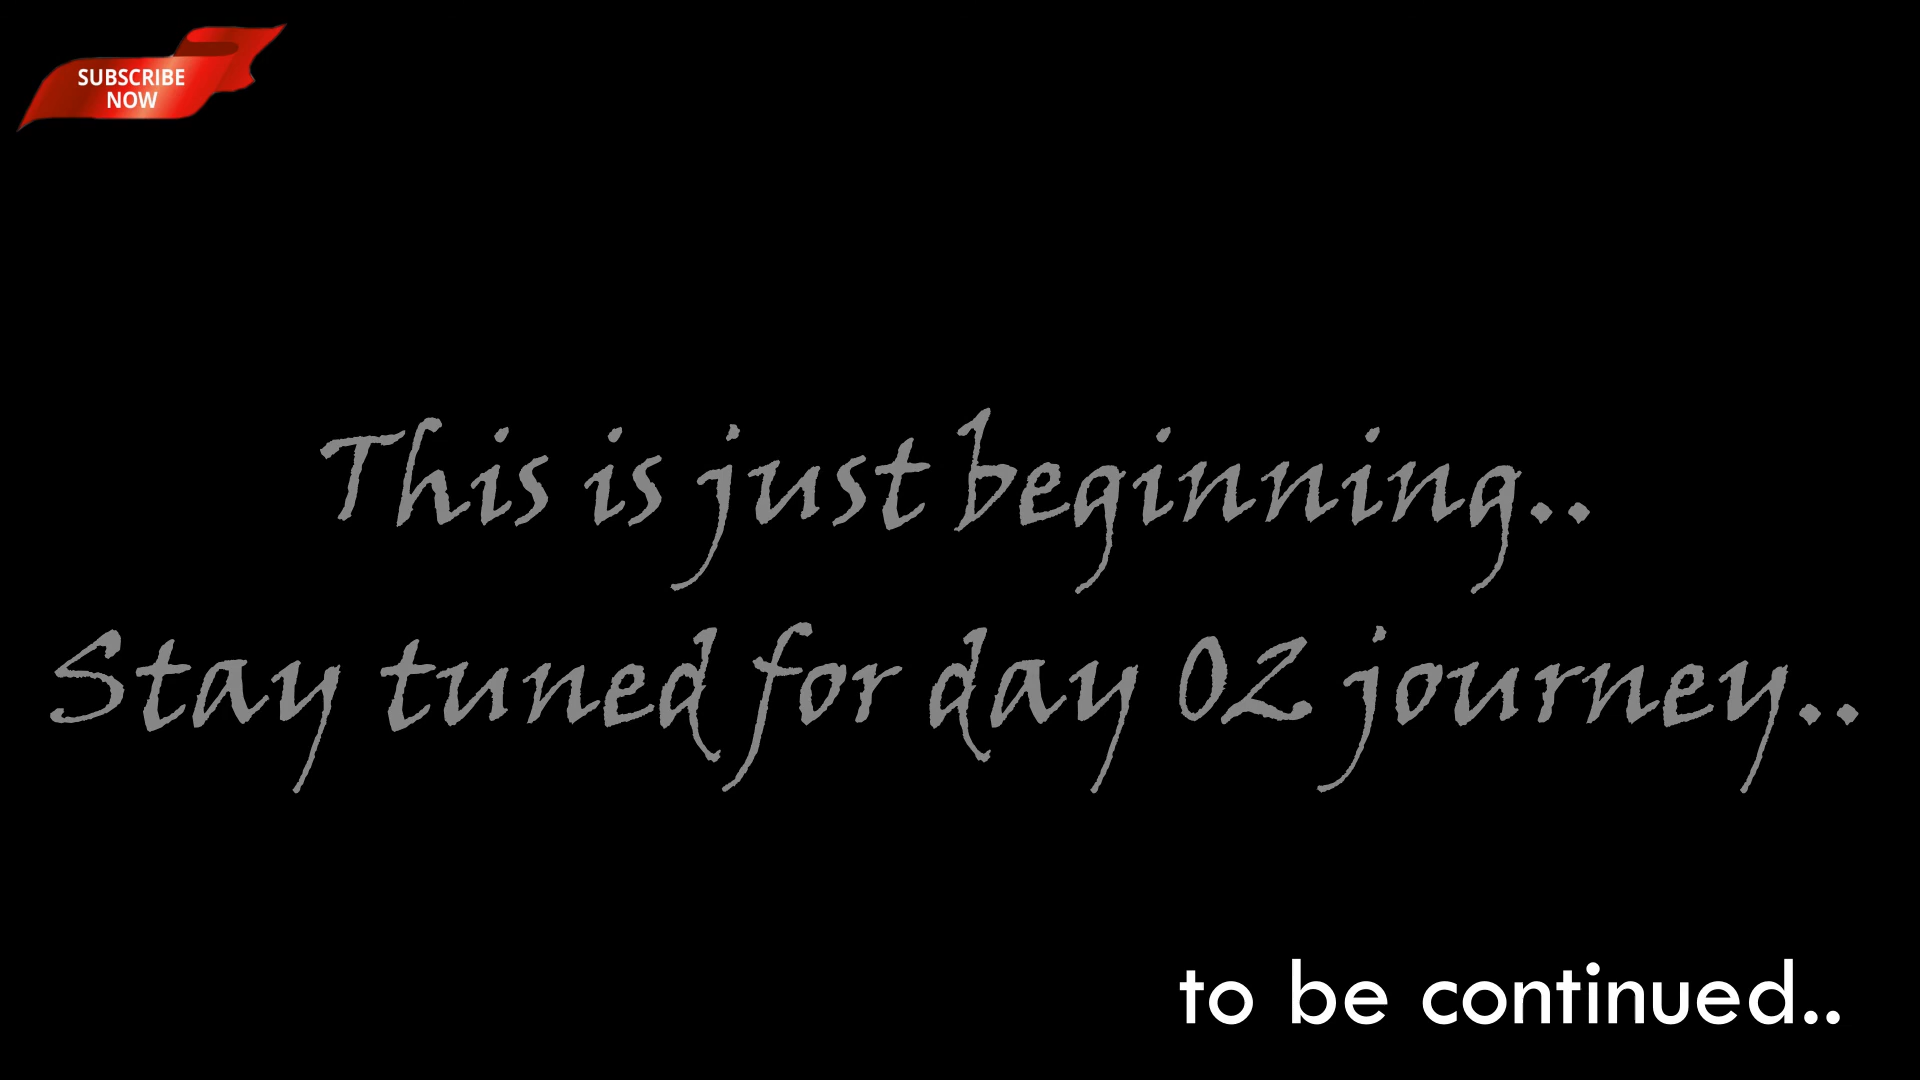 SUBSCRIBE
NOW
This is just beginning..
Stay tuned for day 02 journey..
to be continued..